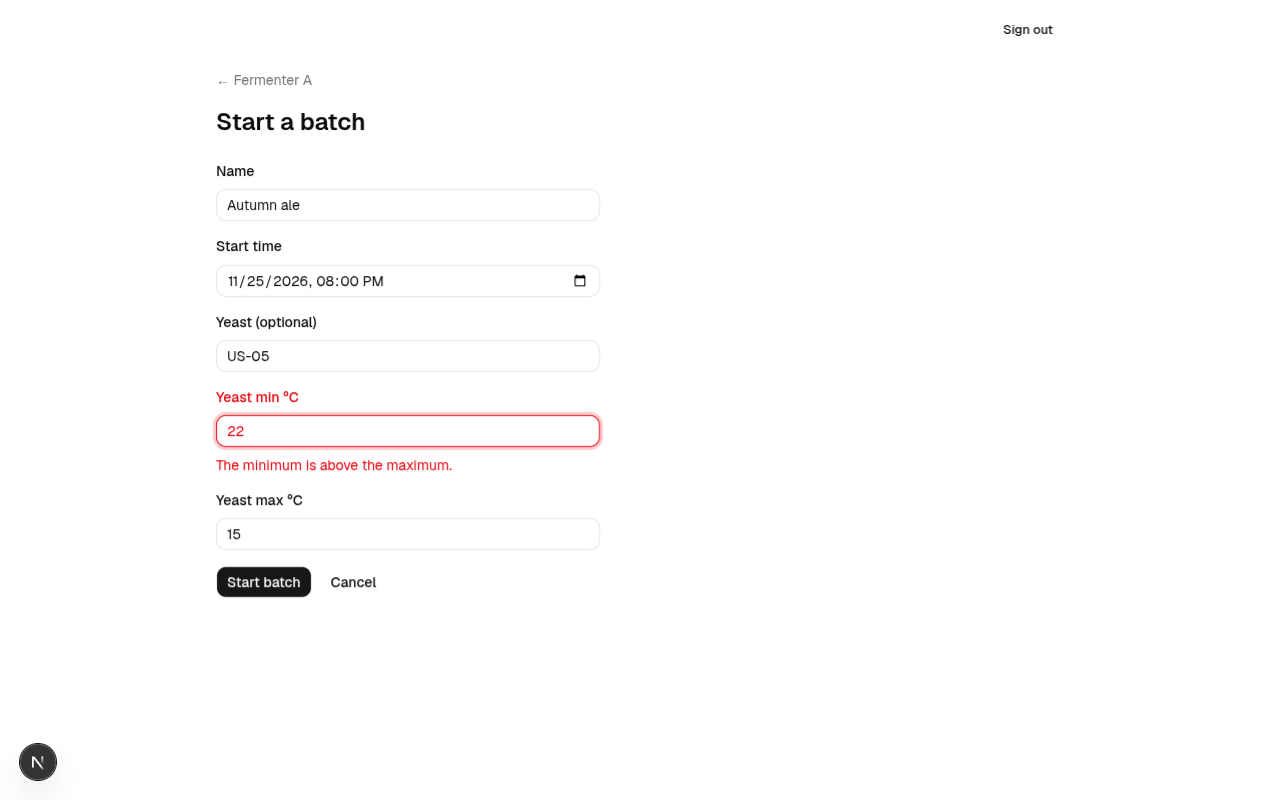 Sign out
← Fermenter A
Start a batch
Name
Autumn ale
Start time
11/25/2026, 08:00 PM
Yeast (optional)
US-05
Yeast min °C
22
The minimum is above the maximum.
Yeast max °C
15
Start batch
Cancel
N